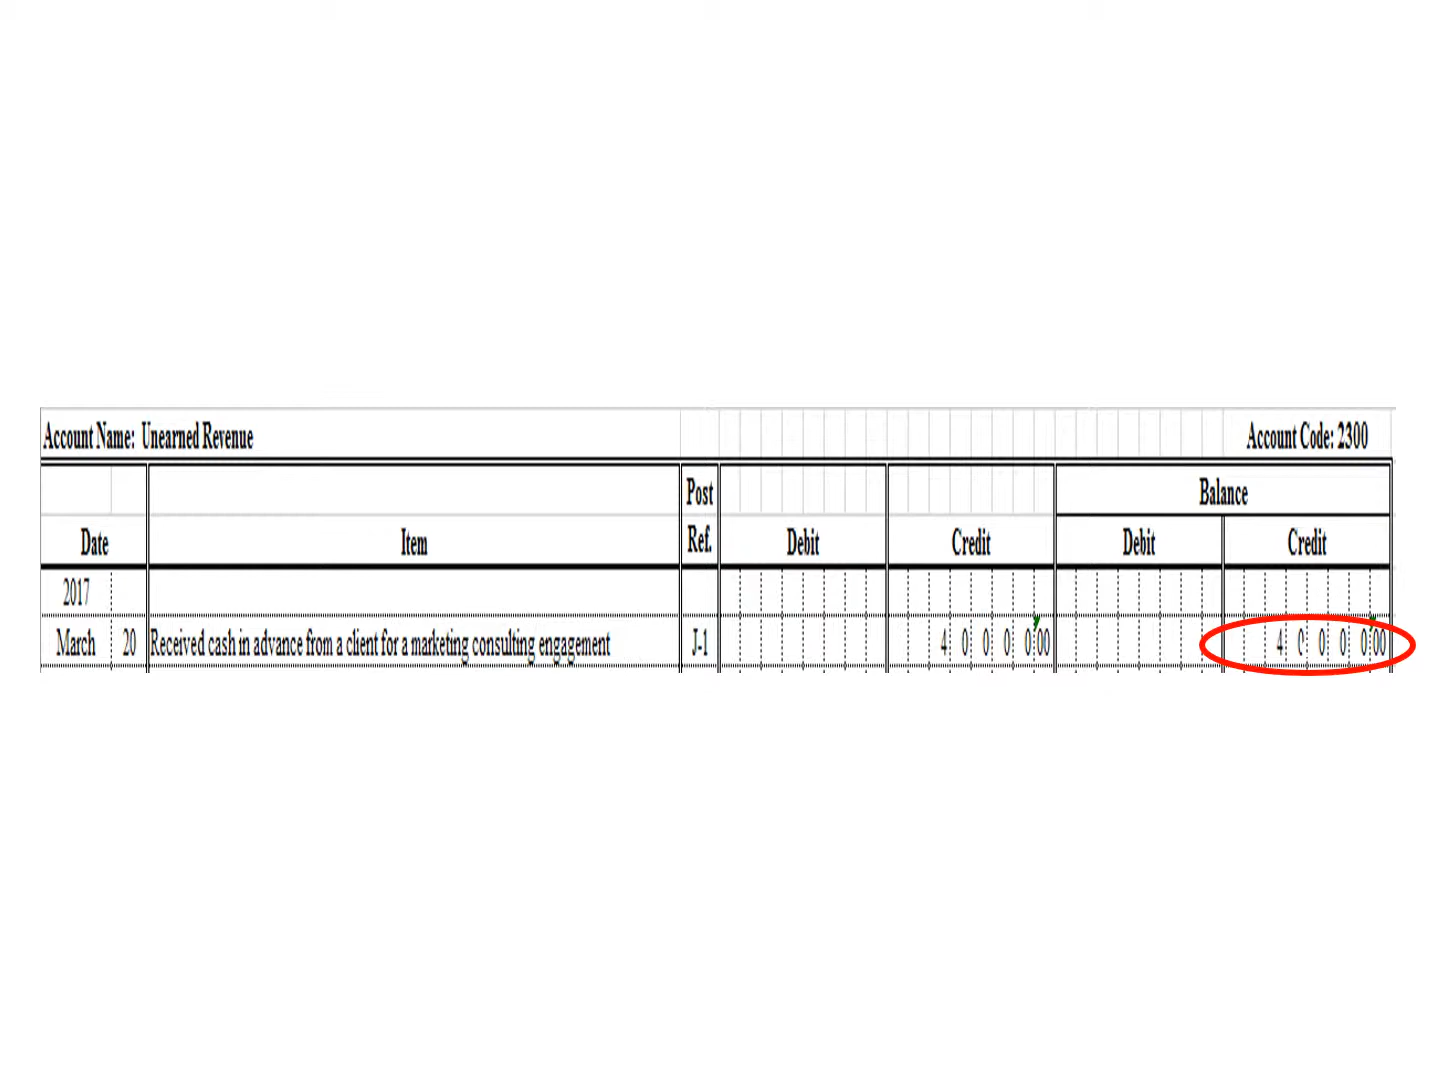 Account Name: Unearned Revenue Account Code: 2300
Post Balance
Date Item Ref. Debit Credit Debit Credit
2017
March 20 Received cash in advance from a client for a marketing consulting engagement J-1 4 0 0 0 0 00 4 0 0 0 0 00